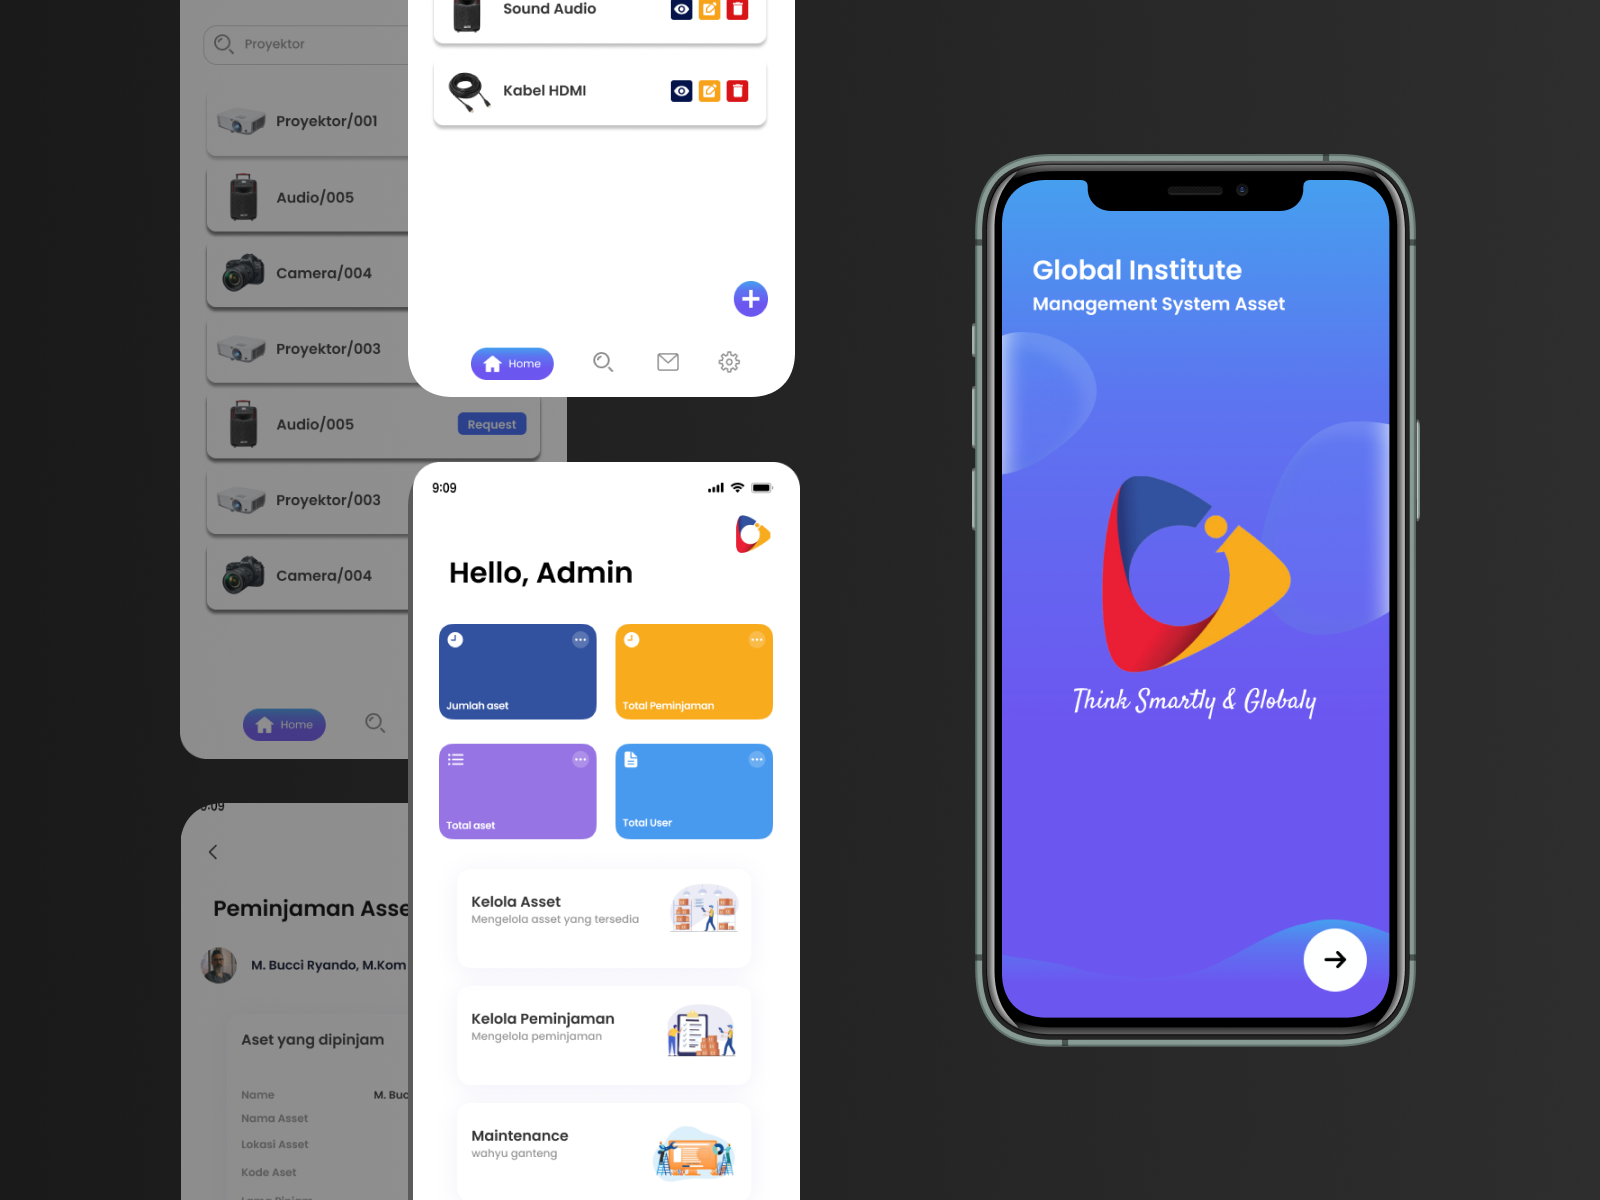 Proyektor
Proyektor/001
Audio/005
Camera/004
Proyektor/003
Audio/005
Request
Proyektor/003
Camera/004
Home
Sound Audio
Kabel HDMI
Home
9:09
Hello, Admin
Jumlah aset
Total Peminjaman
Total aset
Total User
Kelola Asset
Mengelola asset yang tersedia
Kelola Peminjaman
Mengelola peminjaman
Maintenance
wahyu ganteng
9:09
Peminjaman Asse
M. Bucci Ryando, M.Kom
Aset yang dipinjam
Name M. Buc
Nama Asset
Lokasi Asset
Kode Aset
Lama Pinjam
Global Institute
Management System Asset
Think Smartly & Globaly